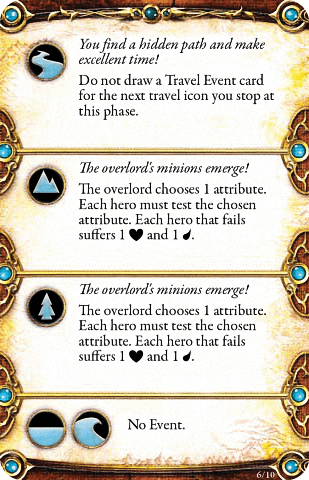 You find a hidden path and make
excellent time!
Do not draw a Travel Event card
for the next travel icon you stop at
this phase.
The overlord's minions emerge!
The overlord chooses 1 attribute.
Each hero must test the chosen
attribute. Each hero that fails
suffers 1 and 1 .
The overlord's minions emerge!
The overlord chooses 1 attribute.
Each hero must test the chosen
attribute. Each hero that fails
suffers 1 and 1 .
No Event.
6/10